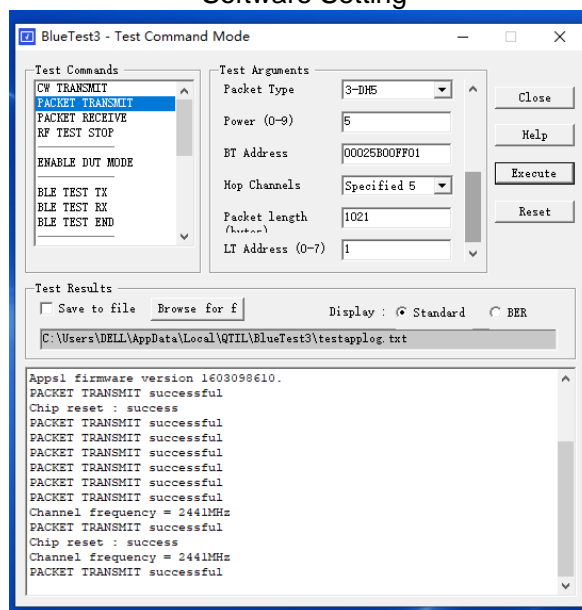 Software Setting
BlueTest3 - Test Command Mode
Test Commands
CW TRANSMIT
PACKET TRANSMIT
PACKET RECEIVE
RF TEST STOP
ENABLE DUT MODE
BLE TEST TX
BLE TEST RX
BLE TEST END
Test Arguments
Packet Type 3-DH5
Power (0-9) 5
BT Address 00025B00FF01
Hop Channels Specified 5
Packet length 1021
(bytes)
LT Address (0-7) 1
Close
Help
Execute
Reset
Test Results
Save to file Browse for f Display : Standard BER
C:\Users\DELL\AppData\Local\QTIL\BlueTest3\testapplog.txt
Apps1 firmware version 1603098610.
PACKET TRANSMIT successful
Chip reset : success
PACKET TRANSMIT successful
PACKET TRANSMIT successful
PACKET TRANSMIT successful
PACKET TRANSMIT successful
PACKET TRANSMIT successful
PACKET TRANSMIT successful
Channel frequency = 2441MHz
PACKET TRANSMIT successful
Chip reset : success
Channel frequency = 2441MHz
PACKET TRANSMIT successful